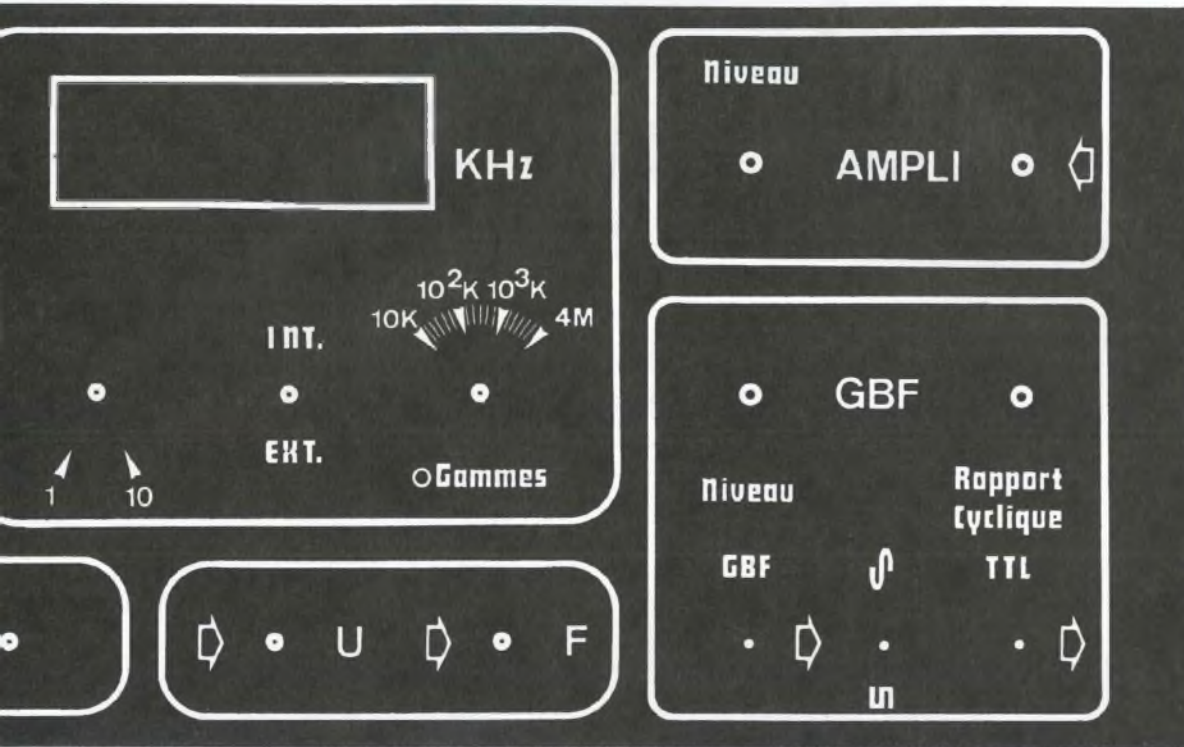 KHz
10K 10²K 10³K 4M
INT.
EXT.
1 10
Gammes
U F
Niveau
AMPLI
GBF
Niveau
Rapport
Cyclique
GBF TTL